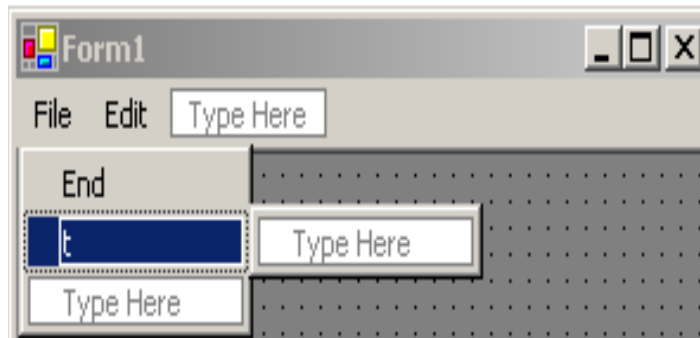 Form1
File Edit Type Here
End
t Type Here
Type Here